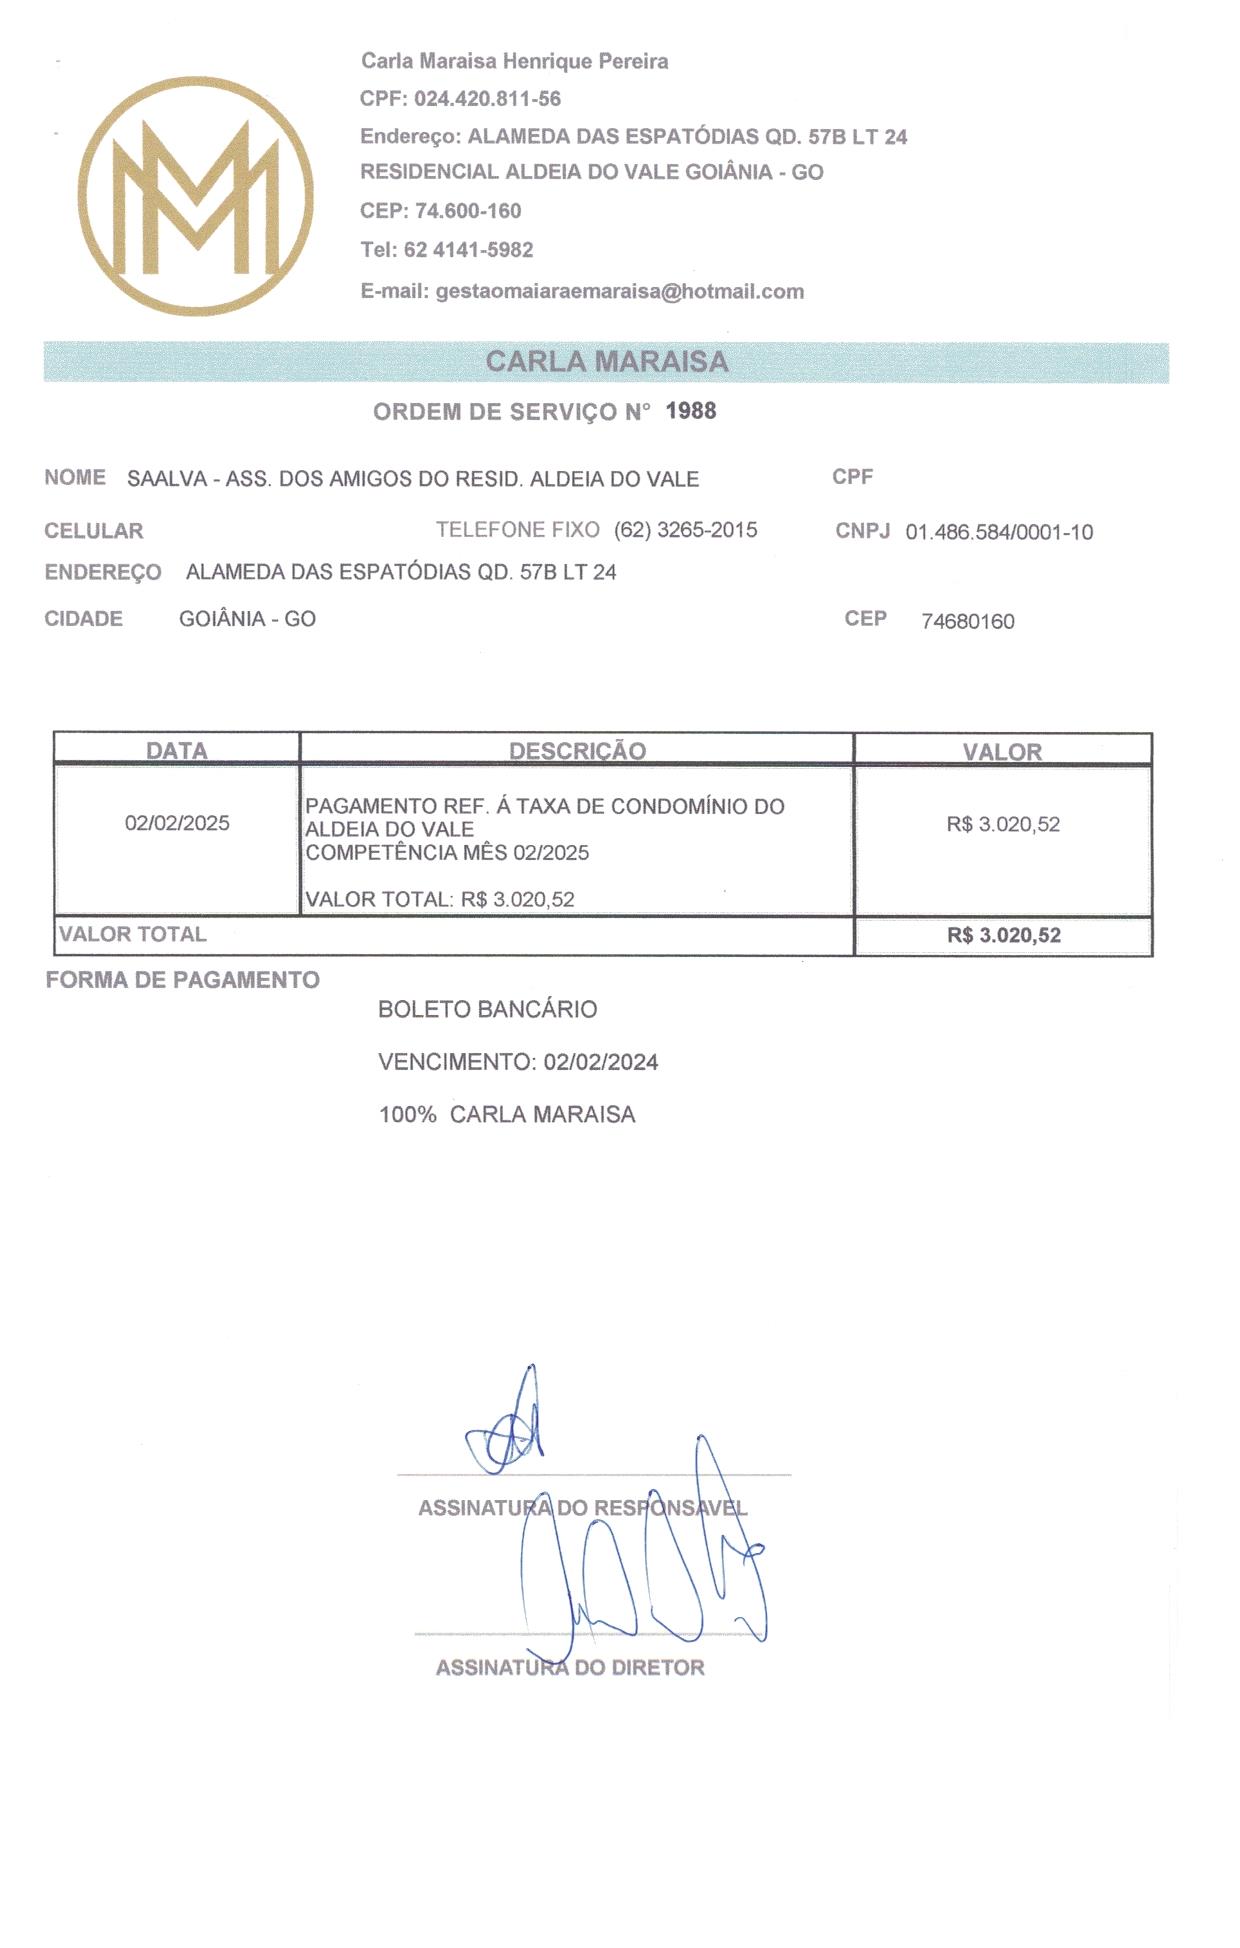 Carla Maraisa Henrique Pereira
CPF: 024.420.811-56
Endereço: ALAMEDA DAS ESPATÓDIAS QD. 57B LT 24
RESIDENCIAL ALDEIA DO VALE GOIÂNIA - GO
CEP: 74.600-160
Tel: 62 4141-5982
E-mail: gestaomaiaraemaraisa@hotmail.com
CARLA MARAISA
ORDEM DE SERVIÇO N° 1988
NOME SAALVA - ASS. DOS AMIGOS DO RESID. ALDEIA DO VALE CPF
CELULAR TELEFONE FIXO (62) 3265-2015 CNPJ 01.486.584/0001-10
ENDEREÇO ALAMEDA DAS ESPATÓDIAS QD. 57B LT 24
CIDADE GOIÂNIA - GO CEP 74680160
DATA DESCRIÇÃO VALOR
PAGAMENTO REF. Á TAXA DE CONDOMÍNIO DO
02/02/2025 ALDEIA DO VALE R$ 3.020,52
COMPETÊNCIA MÊS 02/2025
VALOR TOTAL: R$ 3.020,52
VALOR TOTAL R$ 3.020,52
FORMA DE PAGAMENTO
BOLETO BANCÁRIO
VENCIMENTO: 02/02/2024
100% CARLA MARAISA
ASSINATURA DO RESPONSAVEL
ASSINATURA DO DIRETOR